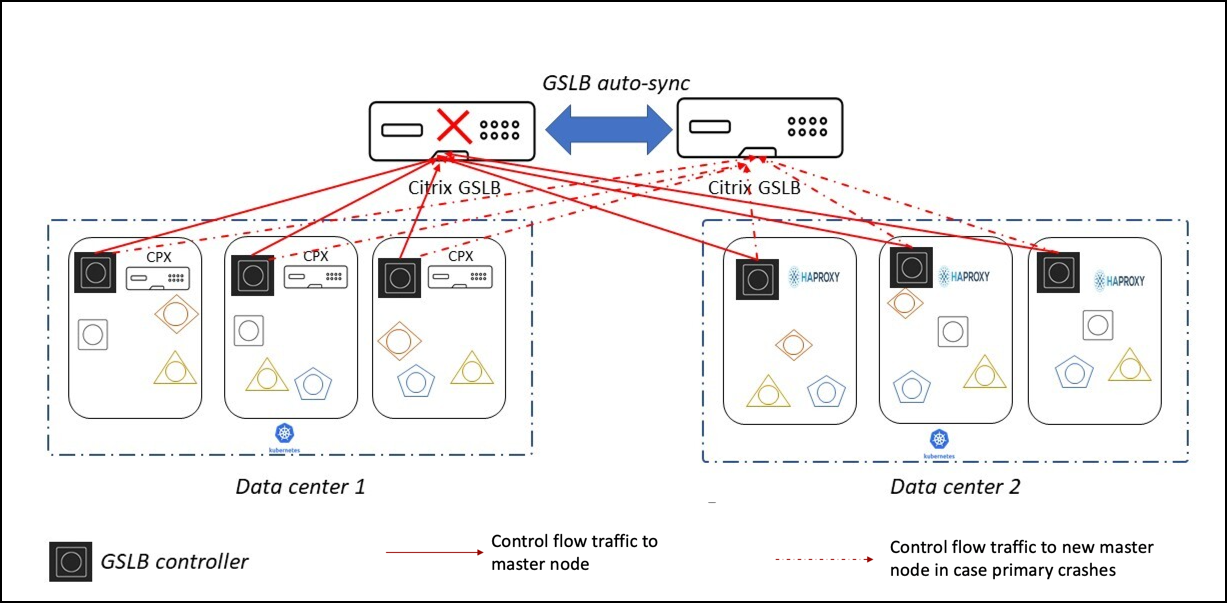 GSLB auto-sync
Citrix GSLB
Citrix GSLB
CPX
CPX
CPX
HAPROXY
HAPROXY
HAPROXY
kubernetes
kubernetes
Data center 1
Data center 2
GSLB controller
Control flow traffic to
master node
Control flow traffic to new master
node in case primary crashes